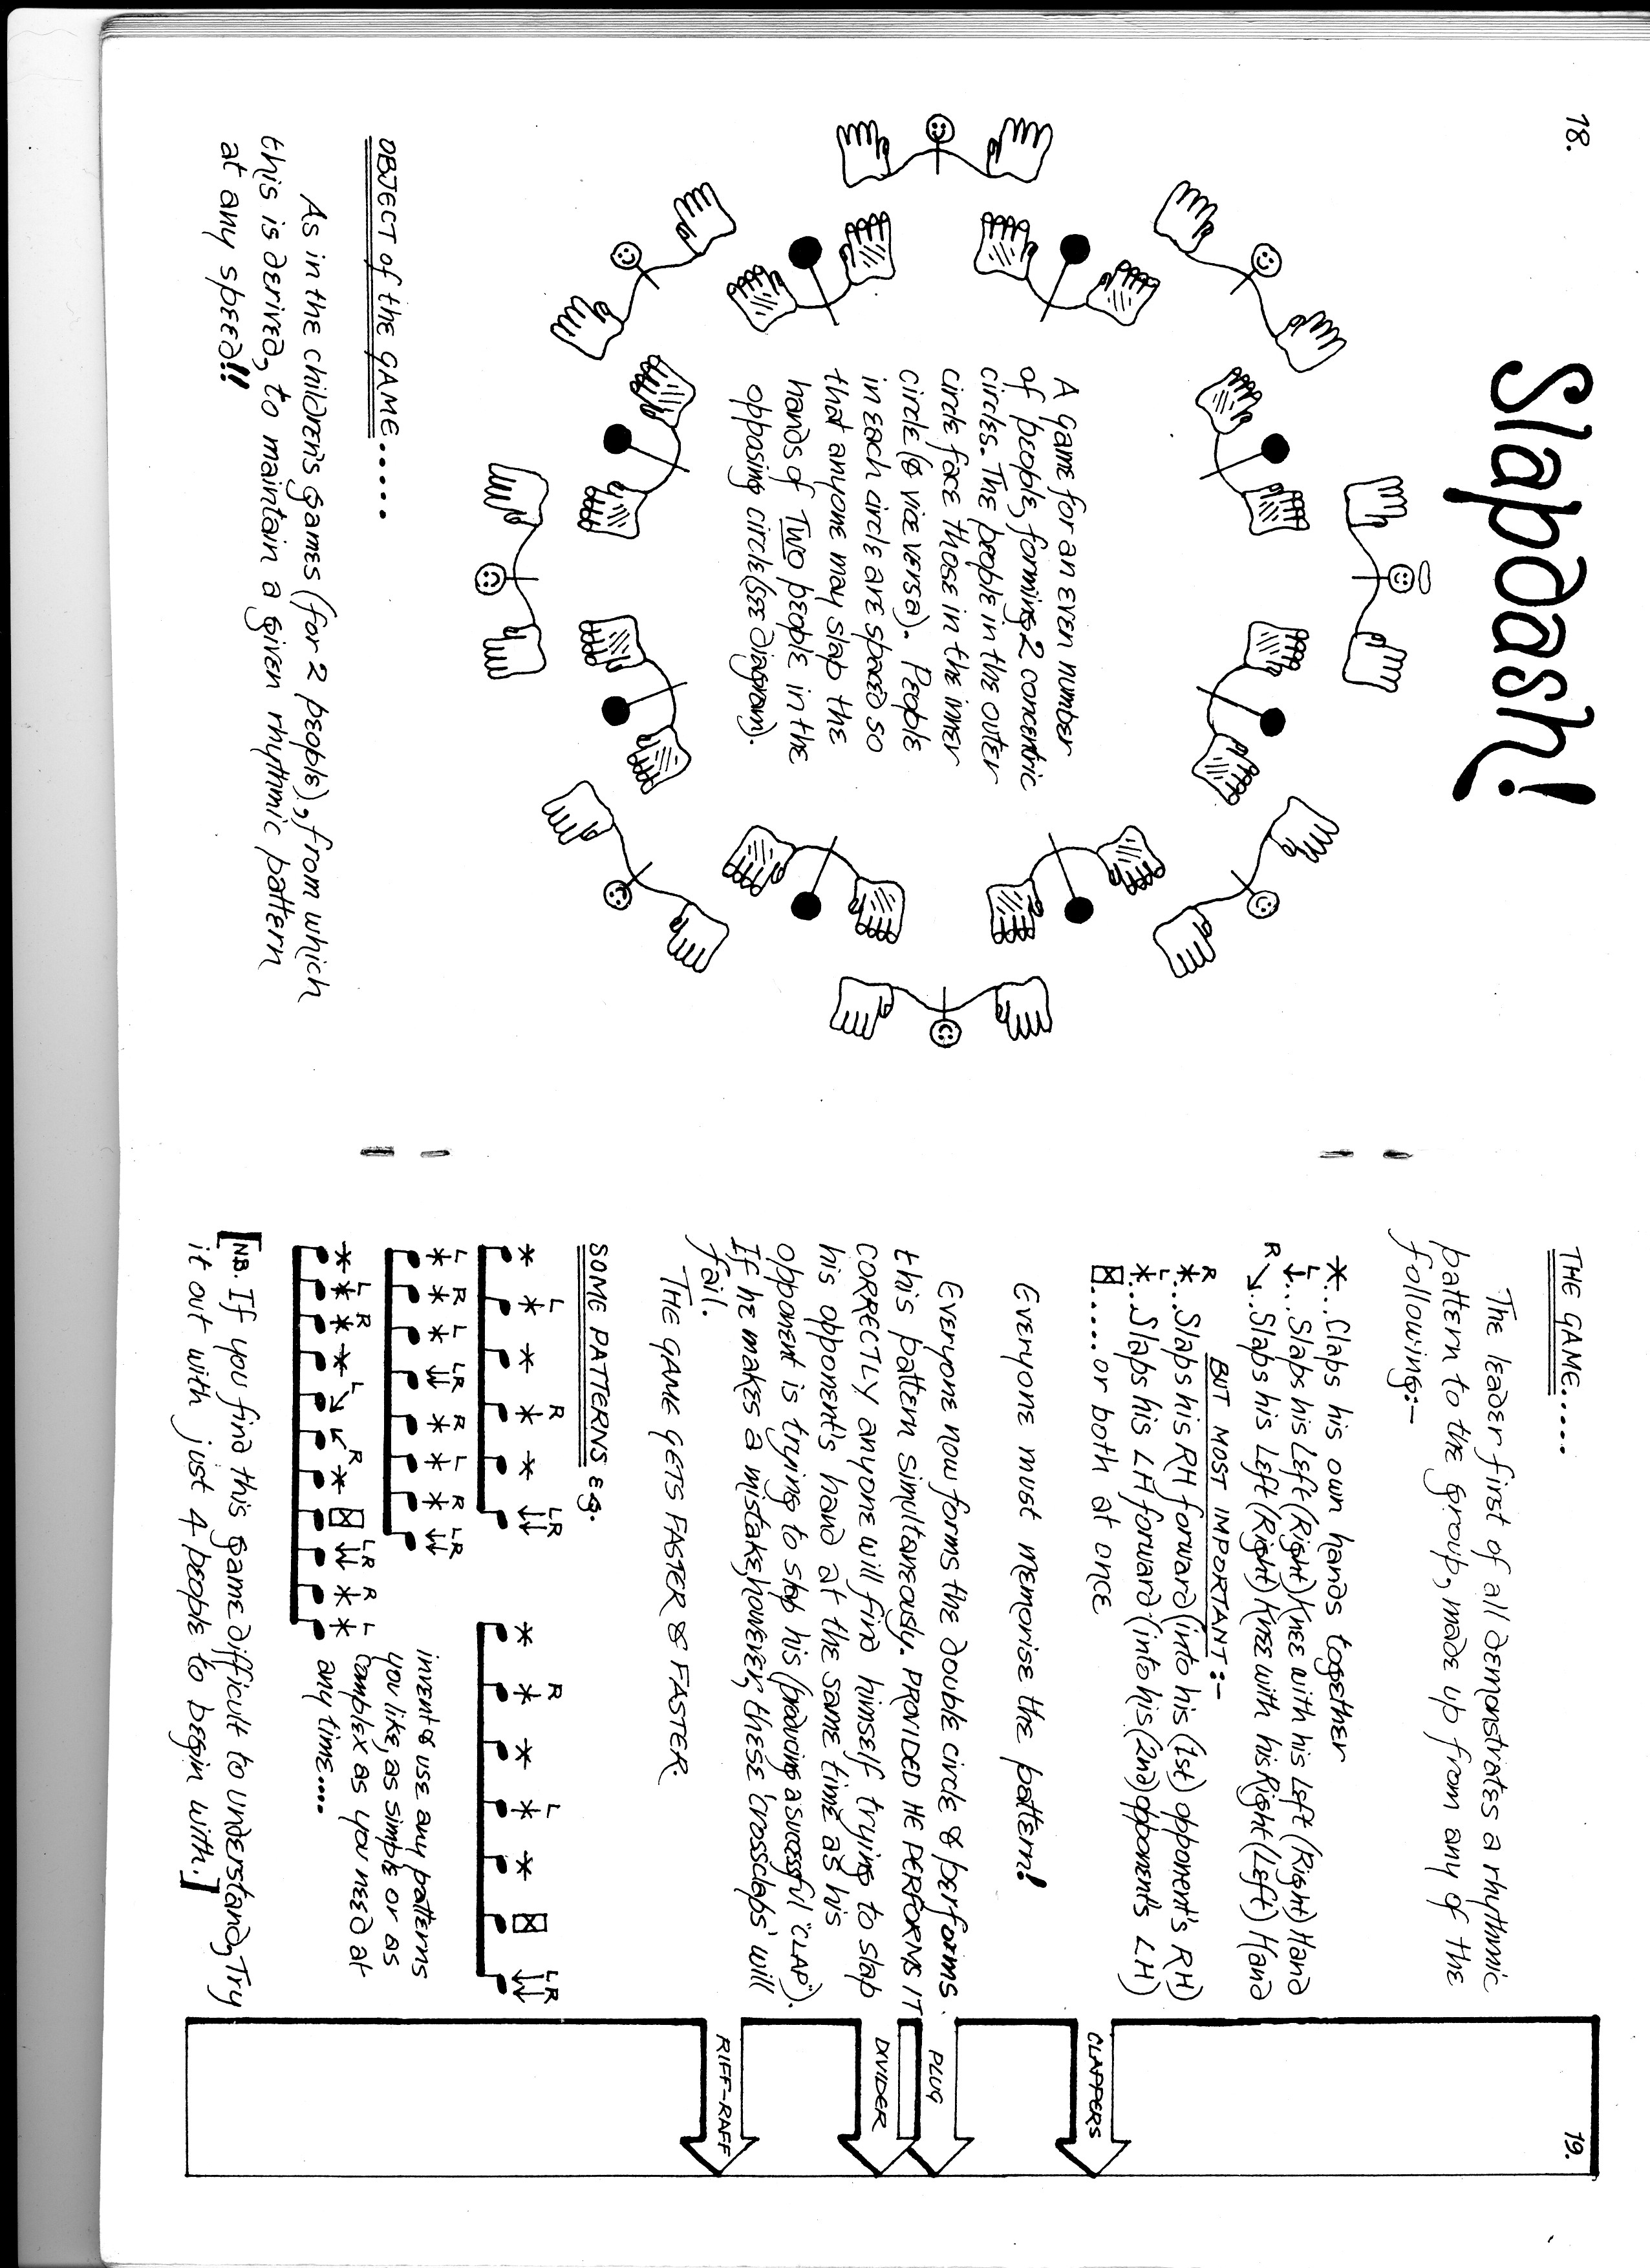 18.
Slapdash!
A game for an even number
of people, forming 2 concentric
circles. The people in the outer
circle face those in the inner
circle (& vice versa). People
in each circle are spaced so
that anyone may slap the
hands of TWO people in the
opposing circle (see diagram).
OBJECT of the GAME.....
As in the children's games (for 2 people), from which
this is derived, to maintain a given rhythmic pattern
at any speed!!
THE GAME.....
The leader first of all demonstrates a rhythmic
pattern to the group, made up from any of the
following:-
*... Claps his own hands together
L ↓... Slaps his Left (Right) Knee with his Left (Right) Hand
R ↘... Slaps his Left (Right) Knee with his Right (Left) Hand
BUT MOST IMPORTANT:-
R *... Slaps his RH forward (into his (1st) opponent's RH)
L *... Slaps his LH forward (into his (2nd) opponent's LH)
⊠..... or both at once
Everyone must memorise the pattern!
Everyone now forms the double circle & performs
this pattern simultaneously. PROVIDED HE PERFORMS IT
CORRECTLY anyone will find himself trying to slap
his opponent's hand at the same time as his
opponent is trying to slap his (producing a successful "CLAP").
If he makes a mistake, however, these 'crossclaps' will
fail.
THE GAME GETS FASTER & FASTER.
SOME PATTERNS Eg.
* L* * R* * LR↓↓
* R* * L* * ⊠ LR↓↓
L* R* L* LR↓↓ R* L* R* LR↓↓
* L* R* * L↘ R↙ * ⊠ LR↓↓ R* L*
invent & use any patterns
you like, as simple or as
complex as you need at
any time....
[N.B. If you find this game difficult to understand, Try
it out with just 4 people to begin with.]
19.
CLAPPERS
PLUG
DIVIDER
RIFF-RAFF